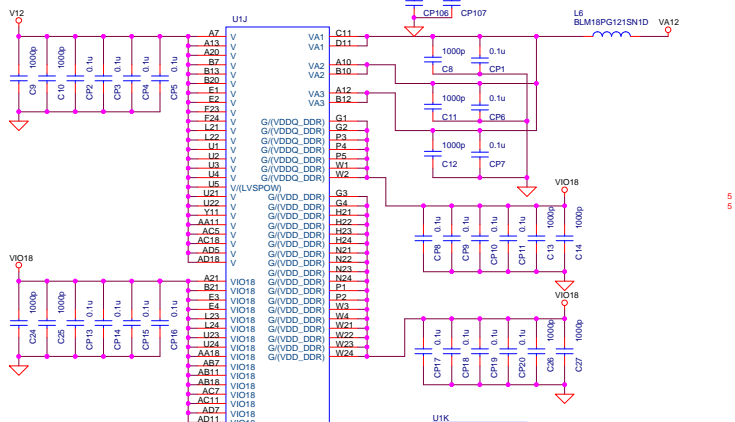 CP106 CP107
L6
BLM18PG121SN1D
VA12
V12
U1J
C9 1000p
C10 1000p
CP2 0.1u
CP3 0.1u
CP4 0.1u
CP5 0.1u
A7 V
A13 V
A20 V
B7 V
B13 V
B20 V
E1 V
E2 V
F23 V
F24 V
L21 V
L22 V
U1 V
U2 V
U3 V
U4 V
U5 V/(LVSPOW)
U21 V
U22 V
Y11 V
AA11 V
AC5 V
AC18 V
AD5 V
AD18 V
VA1 C11
VA1 D11
VA2 A10
VA2 B10
VA3 A12
VA3 B12
G/(VDDQ_DDR) G1
G/(VDDQ_DDR) G2
G/(VDDQ_DDR) P3
G/(VDDQ_DDR) P4
G/(VDDQ_DDR) P5
G/(VDDQ_DDR) W1
G/(VDDQ_DDR) W2
G/(VDD_DDR) G3
G/(VDD_DDR) G4
G/(VDD_DDR) H21
G/(VDD_DDR) H22
G/(VDD_DDR) H23
G/(VDD_DDR) H24
G/(VDD_DDR) N21
G/(VDD_DDR) N22
G/(VDD_DDR) N23
G/(VDD_DDR) N24
G/(VDD_DDR) P1
G/(VDD_DDR) P2
G/(VDD_DDR) W3
G/(VDD_DDR) W4
G/(VDD_DDR) W21
G/(VDD_DDR) W22
G/(VDD_DDR) W23
G/(VDD_DDR) W24
1000p C8
0.1u CP1
1000p C11
0.1u CP6
1000p C12
0.1u CP7
VIO18
CP8 0.1u
CP9 0.1u
CP10 0.1u
CP11 0.1u
C13 1000p
C14 1000p
5
5
VIO18
C24 1000p
C25 1000p
CP13 0.1u
CP14 0.1u
CP15 0.1u
CP16 0.1u
A21 VIO18
B21 VIO18
E3 VIO18
E4 VIO18
L23 VIO18
L24 VIO18
U23 VIO18
U24 VIO18
AA18 VIO18
AB7 VIO18
AB11 VIO18
AB18 VIO18
AC7 VIO18
AC11 VIO18
AD7 VIO18
AD11 VIO18
VIO18
CP17 0.1u
CP18 0.1u
CP19 0.1u
CP20 0.1u
C26 1000p
C27 1000p
U1K